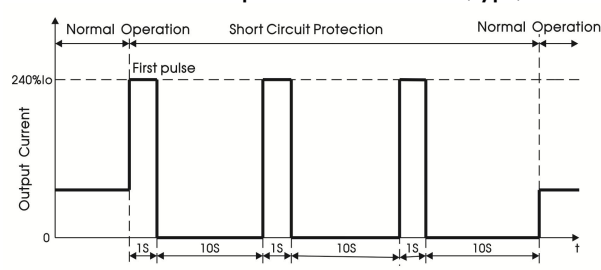 Normal Operation
Short Circuit Protection
Normal Operation
First pulse
240%Io
Output Current
0
t
1S
10S
1S
10S
1S
10S